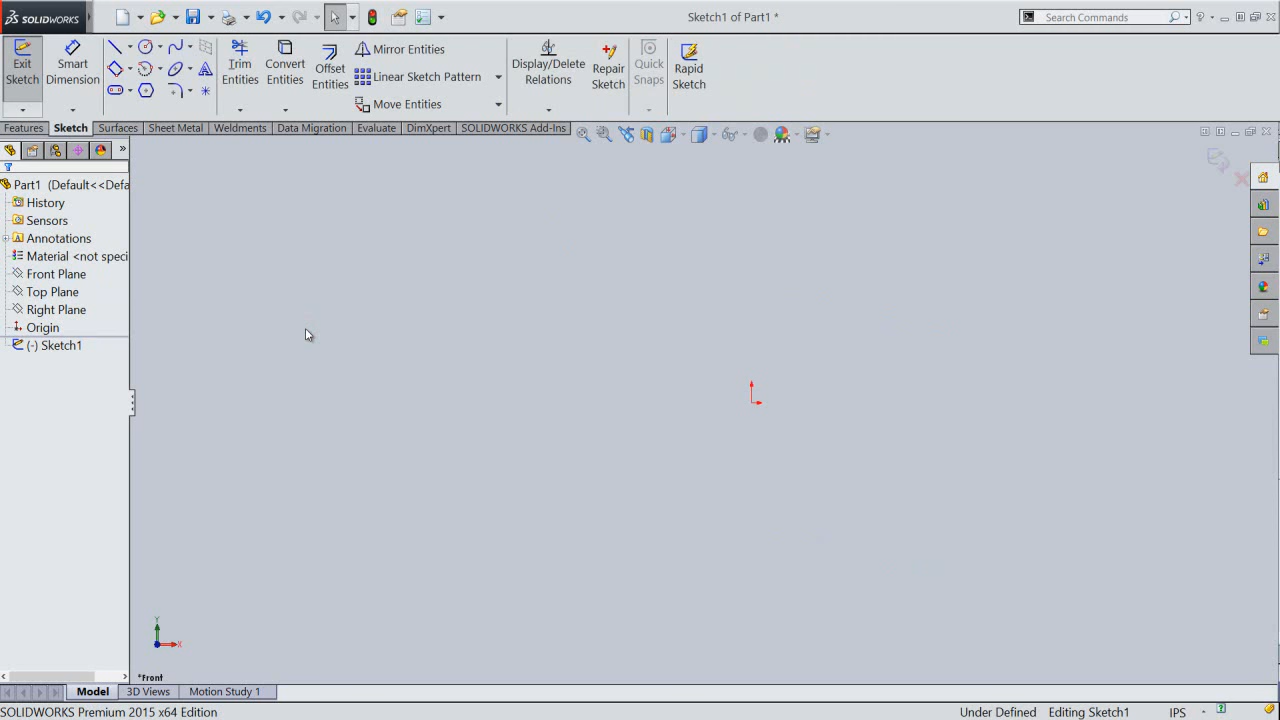 SOLIDWORKS
Sketch1 of Part1 *
Search Commands
Exit Sketch
Smart Dimension
Trim Entities
Convert Entities
Offset Entities
Mirror Entities
Linear Sketch Pattern
Move Entities
Display/Delete Relations
Repair Sketch
Quick Snaps
Rapid Sketch
Features
Sketch
Surfaces
Sheet Metal
Weldments
Data Migration
Evaluate
DimXpert
SOLIDWORKS Add-Ins
Part1 (Default<<Defa
History
Sensors
Annotations
Material <not speci
Front Plane
Top Plane
Right Plane
Origin
(-) Sketch1
Y
X
*Front
Model
3D Views
Motion Study 1
SOLIDWORKS Premium 2015 x64 Edition
Under Defined
Editing Sketch1
IPS